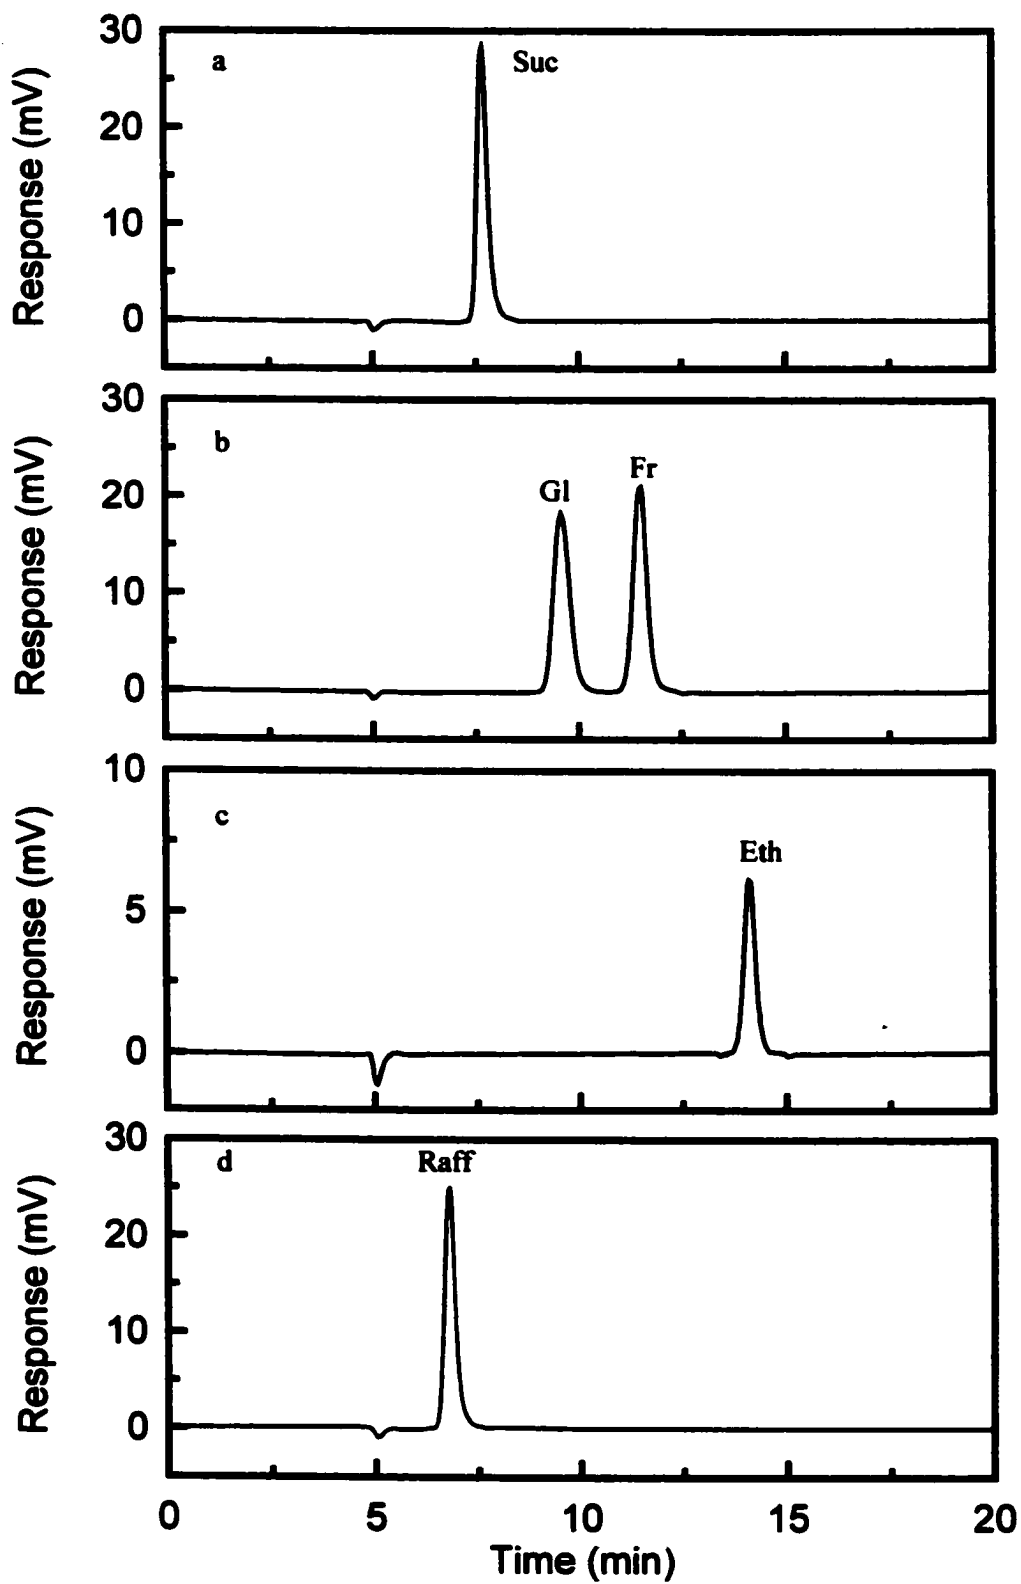 30
a
Suc
20
10
0
Response (mV)
30
b
Gl
Fr
20
10
0
Response (mV)
10
c
Eth
5
0
Response (mV)
30
d
Raff
20
10
0
Response (mV)
0 5 10 15 20
Time (min)